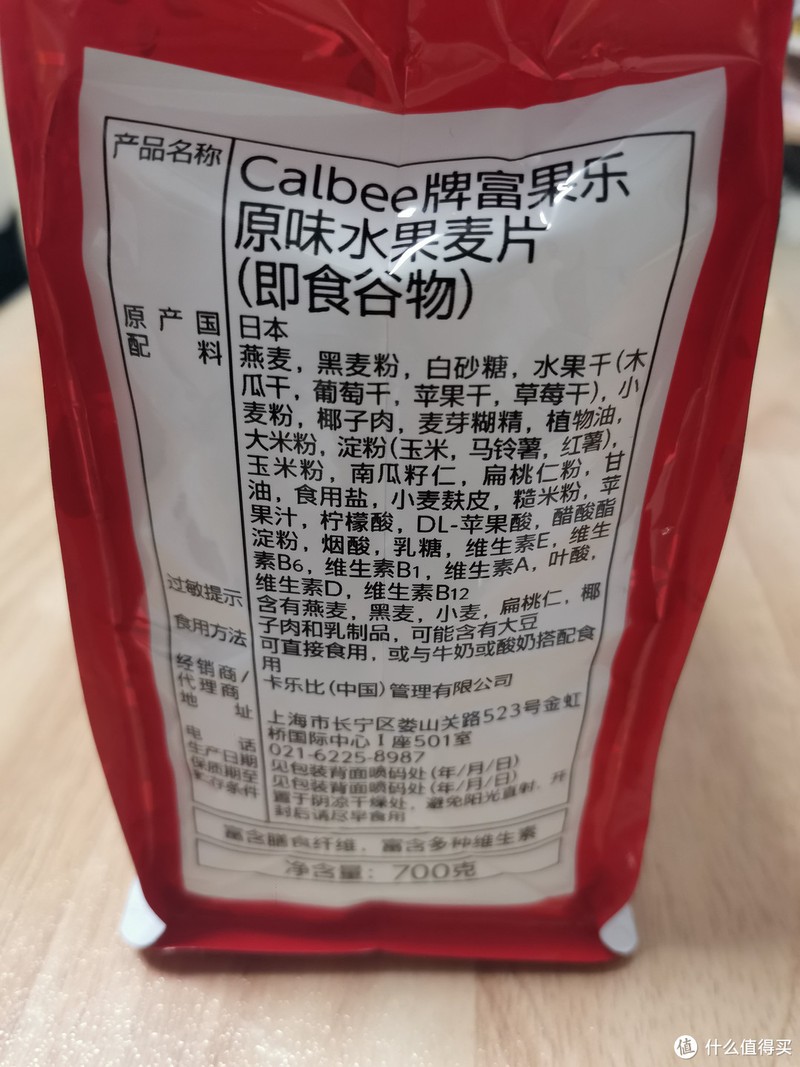 产品名称 Calbee牌富果乐
原味水果麦片
(即食谷物)
原产国 日本
配料 燕麦，黑麦粉，白砂糖，水果干(木
瓜干，葡萄干，苹果干，草莓干)，小
麦粉，椰子肉，麦芽糊精，植物油，
大米粉，淀粉(玉米，马铃薯，红薯)，
玉米粉，南瓜籽仁，扁桃仁粉，甘
油，食用盐，小麦麸皮，糙米粉，苹
果汁，柠檬酸，DL-苹果酸，醋酸酯
淀粉，烟酸，乳糖，维生素E，维生
素B6，维生素B1，维生素A，叶酸，
维生素D，维生素B12
过敏提示 含有燕麦，黑麦，小麦，扁桃仁，椰
子肉和乳制品，可能含有大豆
食用方法 可直接食用，或与牛奶或酸奶搭配食
用
经销商/
代理商 卡乐比(中国)管理有限公司
地址 上海市长宁区娄山关路523号金虹
桥国际中心Ⅰ座501室
电话 021-6225-8987
生产日期 见包装背面喷码处(年/月/日)
保质期至 见包装背面喷码处(年/月/日)
贮存条件 置于阴凉干燥处，避免阳光直射，开
封后请尽早食用
富含膳食纤维，富含多种维生素
净含量：700克
值 什么值得买